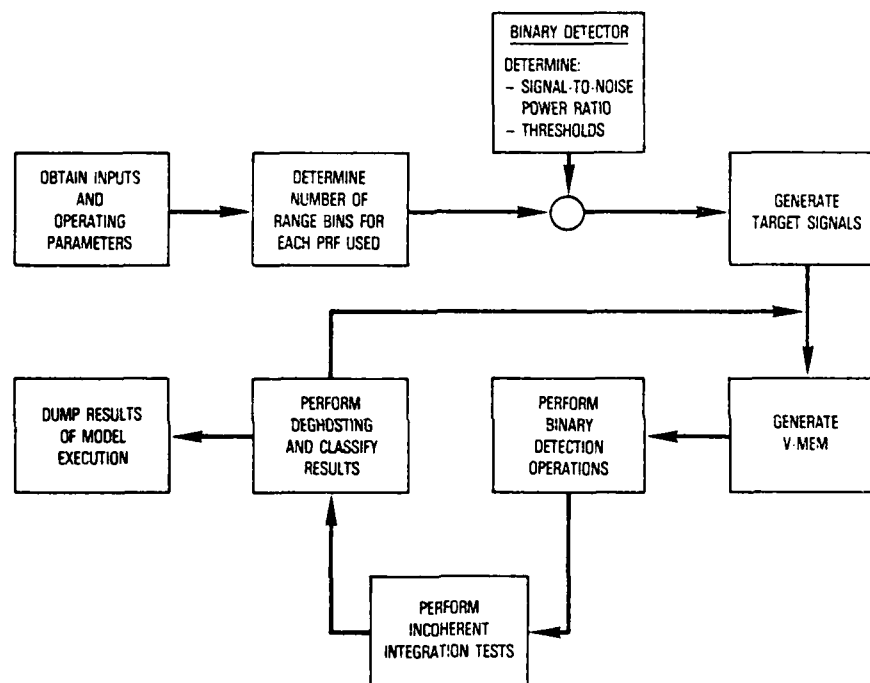 BINARY DETECTOR
DETERMINE:
- SIGNAL-TO-NOISE
POWER RATIO
- THRESHOLDS
OBTAIN INPUTS
AND
OPERATING
PARAMETERS
DETERMINE
NUMBER OF
RANGE BINS FOR
EACH PRF USED
GENERATE
TARGET SIGNALS
DUMP RESULTS
OF MODEL
EXECUTION
PERFORM
DEGHOSTING
AND CLASSIFY
RESULTS
PERFORM
BINARY
DETECTION
OPERATIONS
GENERATE
V-MEM
PERFORM
INCOHERENT
INTEGRATION TESTS